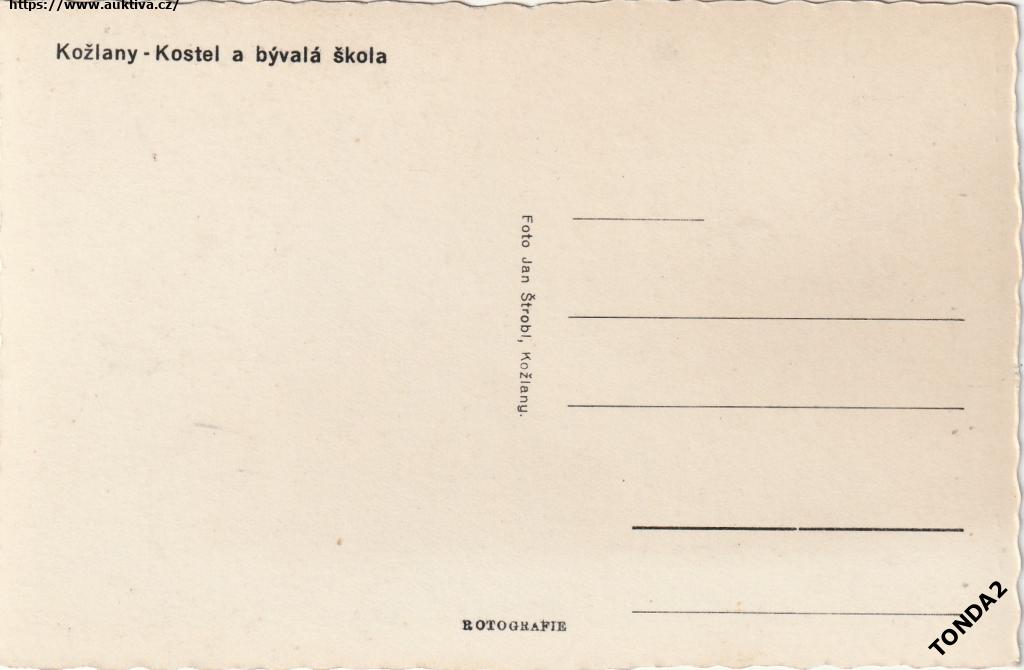 https://www.auktiva.cz/
Kožlany - Kostel a bývalá škola
Foto Jan Štrobl, Kožlany.
ROTOGRAFIE
TONDA2